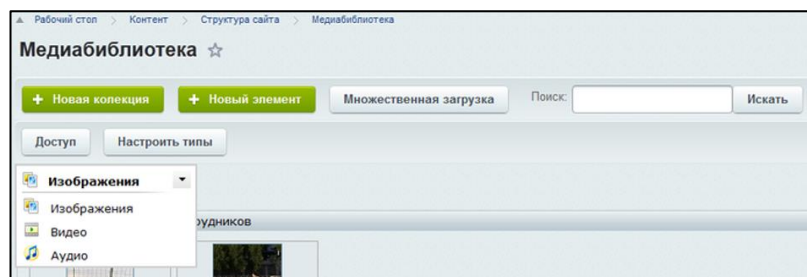 Рабочий стол > Контент > Структура сайта > Медиабиблиотека
Медиабиблиотека
+ Новая колекция + Новый элемент Множественная загрузка Поиск: Искать
Доступ Настроить типы
Изображения
Изображения
рудников
Видео
Аудио